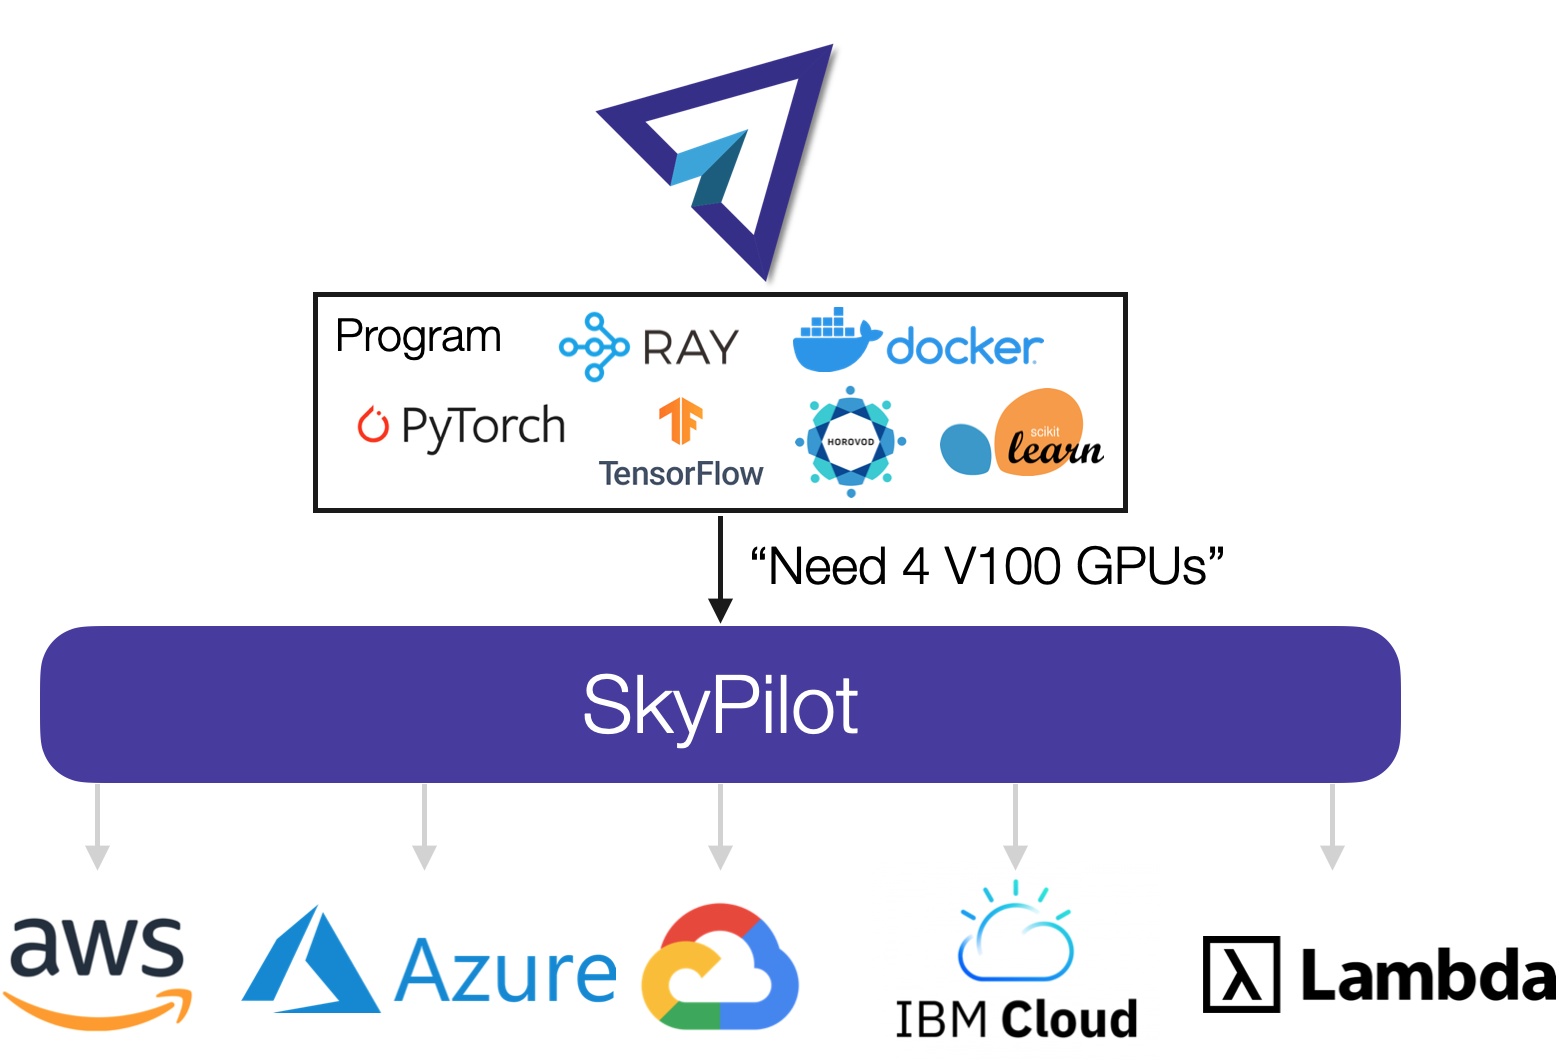 Program
RAY
docker
PyTorch
TensorFlow
HOROVOD
scikit
learn
“Need 4 V100 GPUs”
SkyPilot
aws
Azure
IBM Cloud
λ Lambda